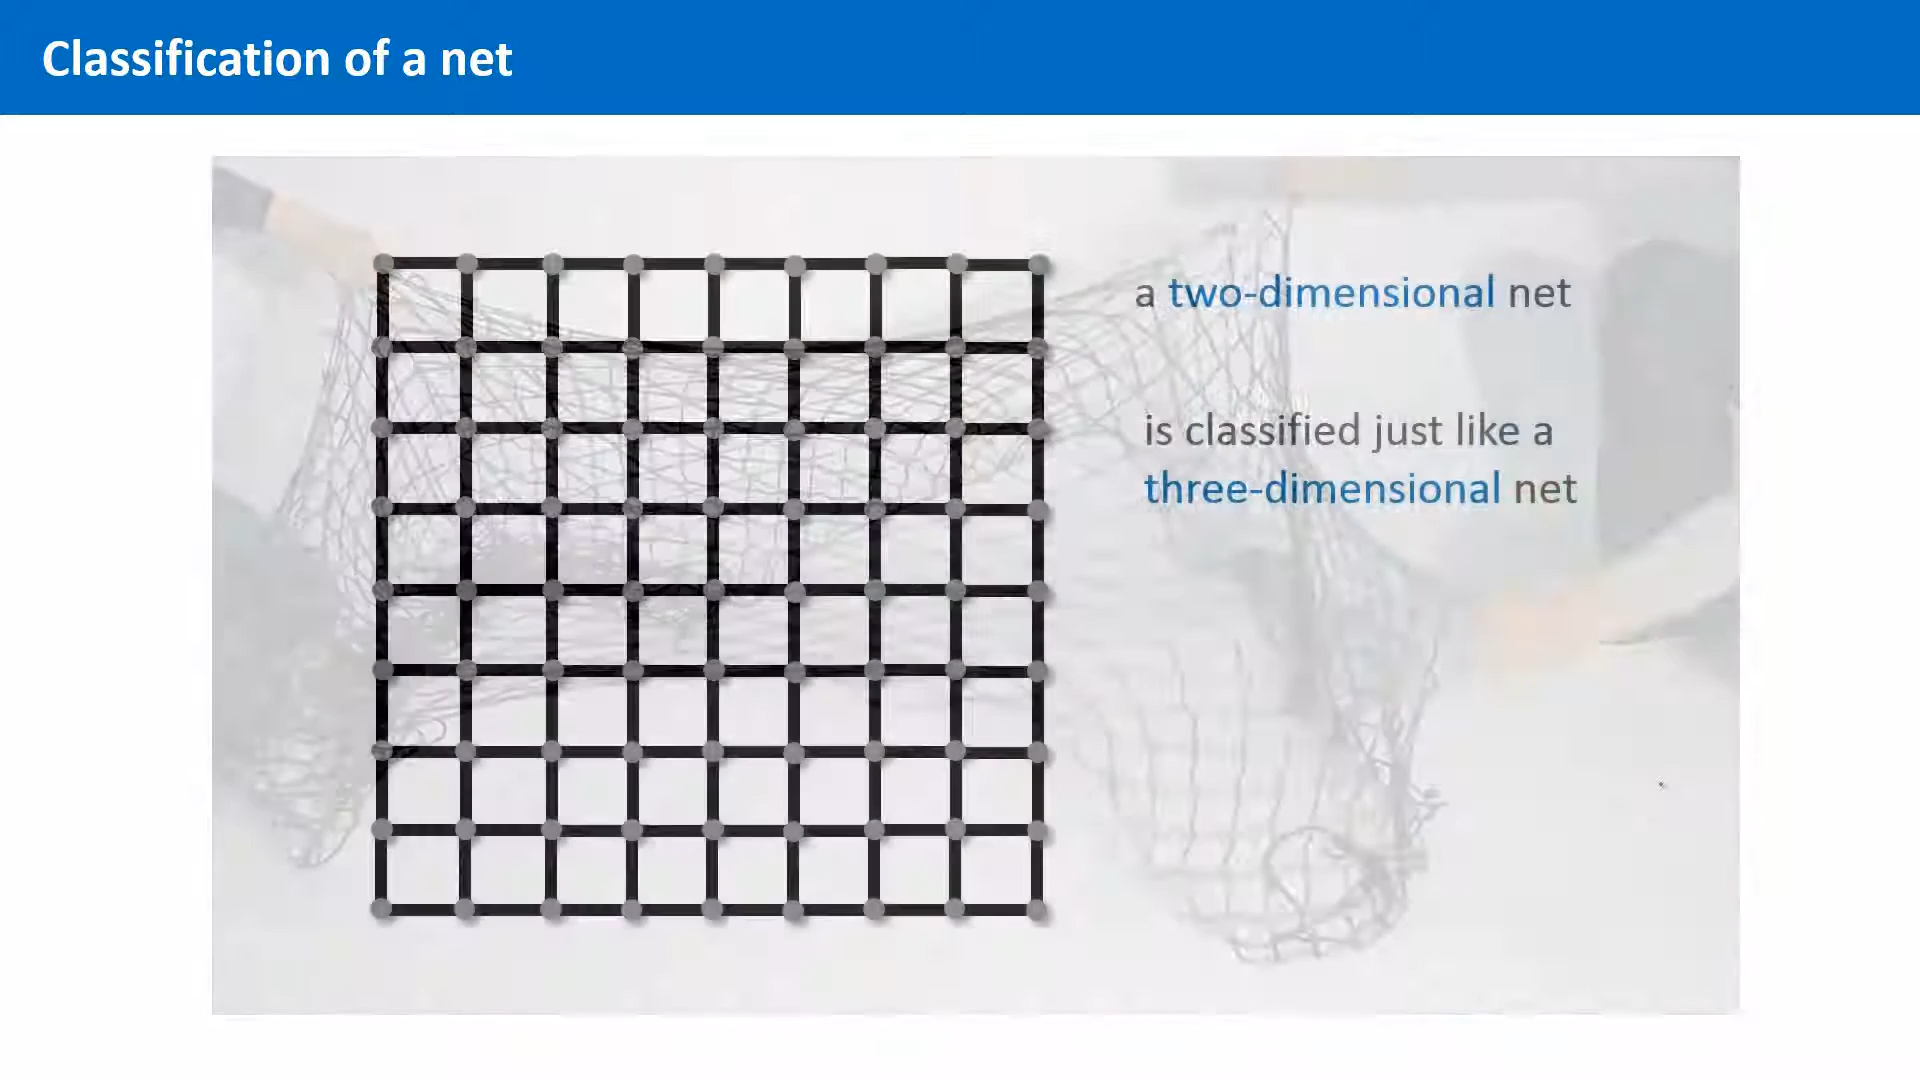 Classification of a net
a two-dimensional net
is classified just like a
three-dimensional net